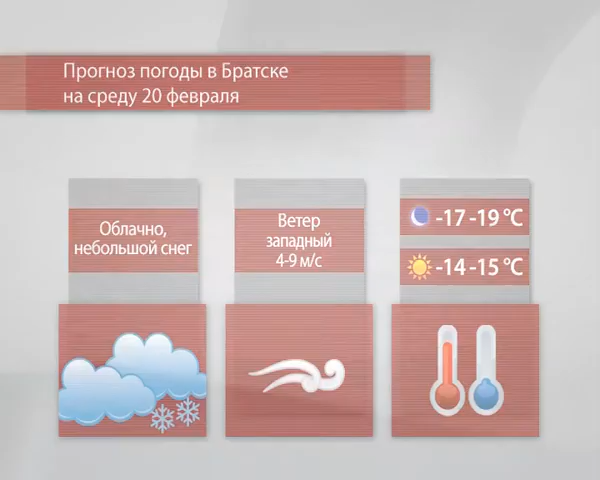 Прогноз погоды в Братске
на среду 20 февраля
Облачно,
небольшой снег
Ветер
западный
4-9 м/с
-17 -19 °C
-14 -15 °C